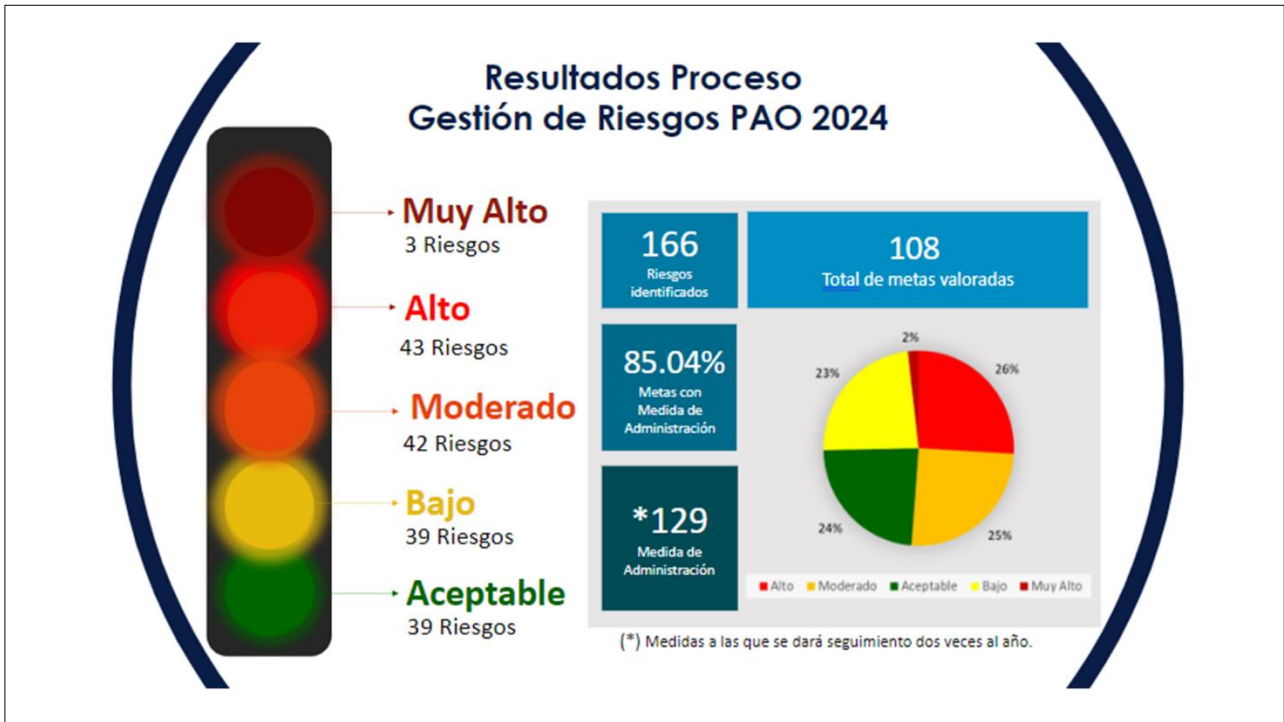 Resultados Proceso
Gestión de Riesgos PAO 2024
Muy Alto
3 Riesgos
Alto
43 Riesgos
Moderado
42 Riesgos
Bajo
39 Riesgos
Aceptable
39 Riesgos
166
Riesgos
identificados
108
Total de metas valoradas
85.04%
Metas con
Medida de
Administración
*129
Medida de
Administración
2%
26%
23%
24%
25%
Alto Moderado Aceptable Bajo Muy Alto
(*) Medidas a las que se dará seguimiento dos veces al año.